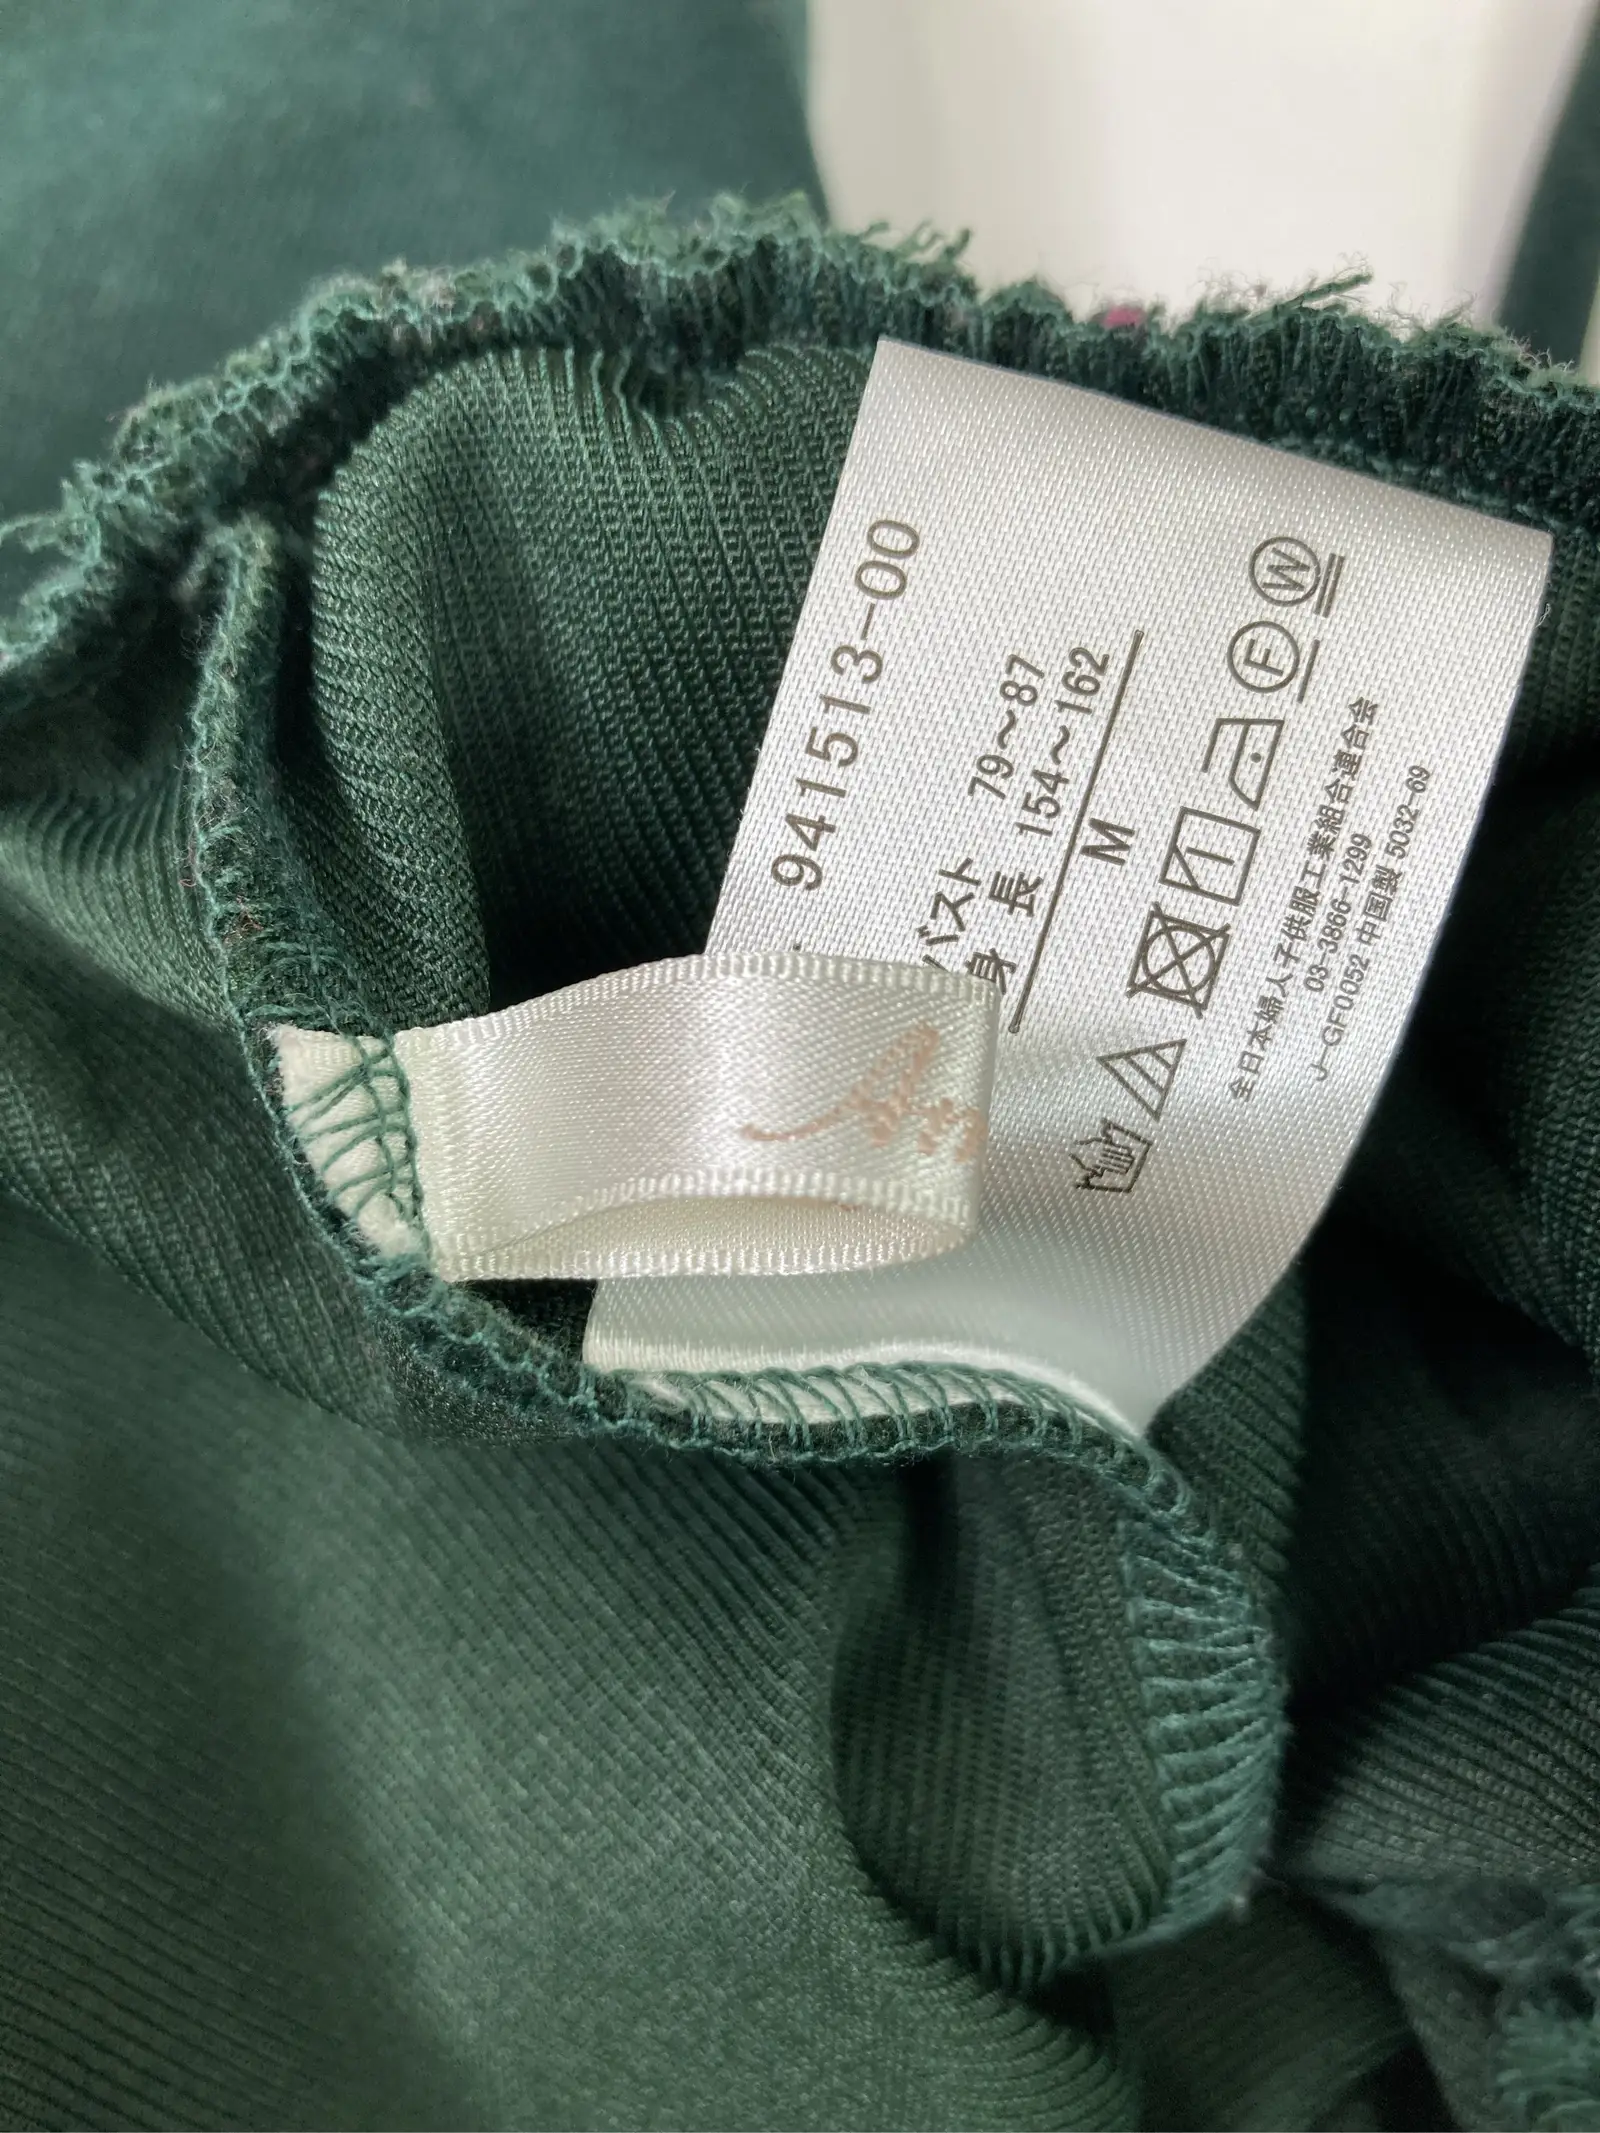 941513-00
バスト 79～87
身長 154～162
M
F W
全日本婦人子供服工業組合連合会
03-3866-1299
J-GF0052 中国製 5032-69